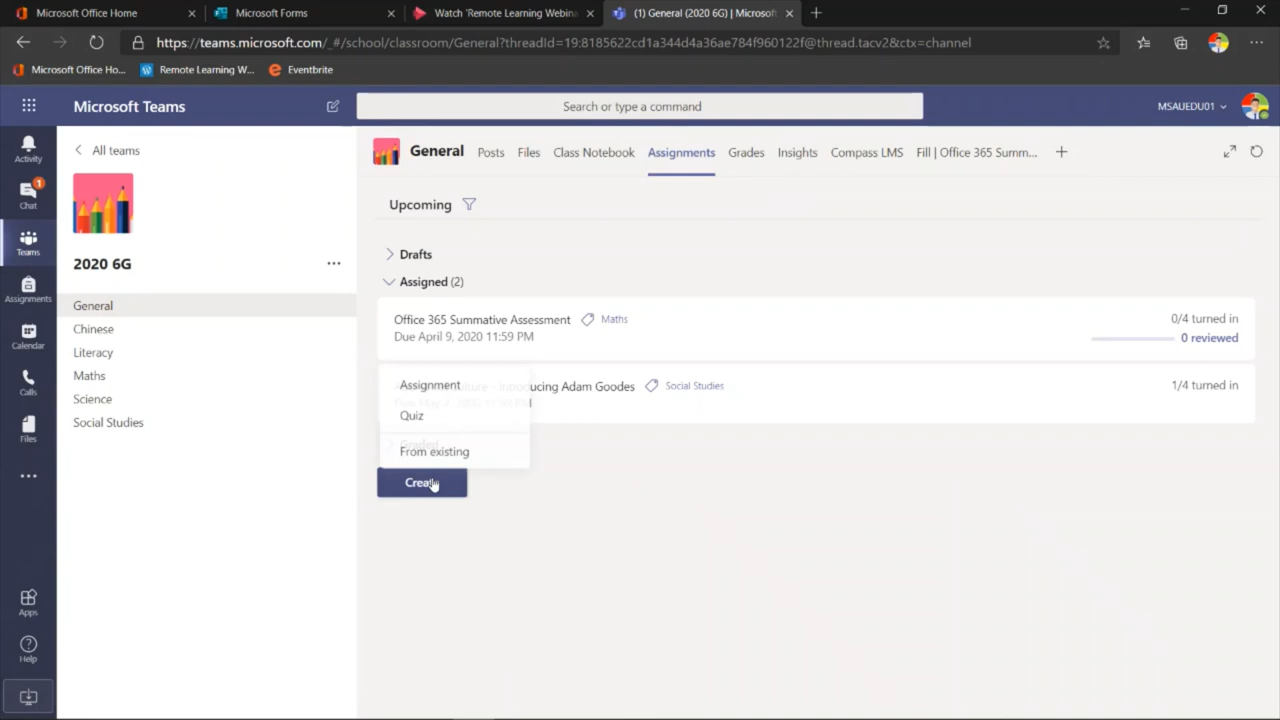 Microsoft Office Home
Microsoft Forms
Watch 'Remote Learning Webina
(1) General (2020 6G) | Microsof
https://teams.microsoft.com/_#/school/classroom/General?threadId=19:8185622cd1a344d4a36ae784f960122f@thread.tacv2&ctx=channel
Microsoft Office Ho...
Remote Learning W...
Eventbrite
Microsoft Teams
Search or type a command
MSAUEDU01
Activity
1
Chat
Teams
Assignments
Calendar
Calls
Files
Apps
Help
All teams
2020 6G
General
Chinese
Literacy
Maths
Science
Social Studies
General
Posts
Files
Class Notebook
Assignments
Grades
Insights
Compass LMS
Fill | Office 365 Summ...
Upcoming
Drafts
Assigned (2)
Office 365 Summative Assessment
Maths
0/4 turned in
Due April 9, 2020 11:59 PM
0 reviewed
Introducing Adam Goodes
Social Studies
1/4 turned in
Assignment
Quiz
Graded
From existing
Create